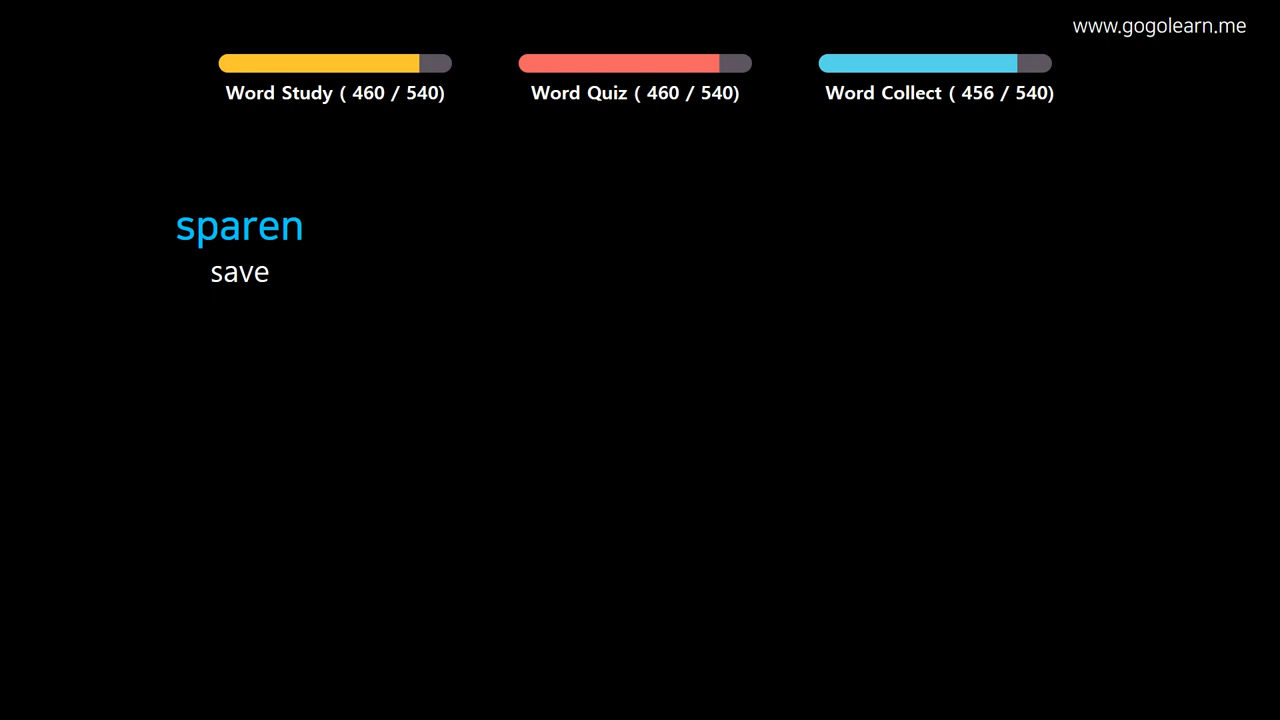 www.gogolearn.me
Word Study ( 460 / 540)
Word Quiz ( 460 / 540)
Word Collect ( 456 / 540)
sparen
save